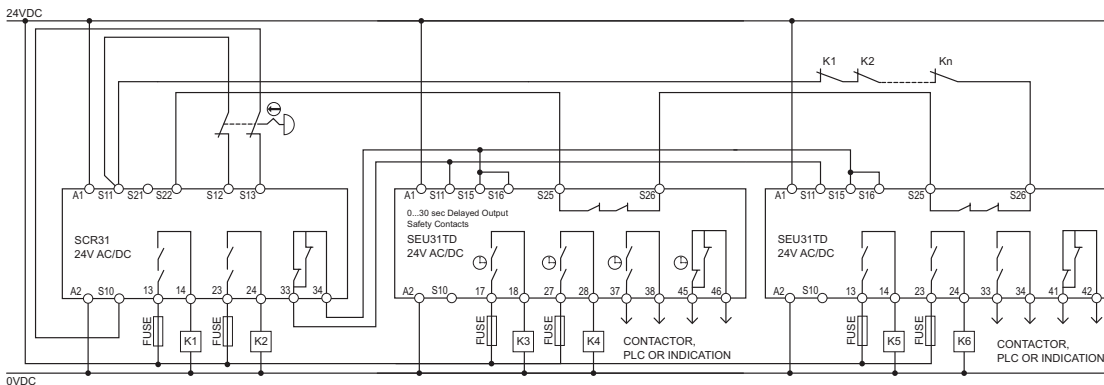 24VDC
K1 K2 Kn
A1 S11 S21 S22 S12 S13
A1 S11 S15 S16 S25 S26
A1 S11 S15 S16 S25 S26
SCR31
24V AC/DC
0...30 sec Delayed Output
Safety Contacts
SEU31TD
24V AC/DC
SEU31TD
24V AC/DC
A2 S10 13 14 23 24 33 34
A2 S10 17 18 27 28 37 38 45 46
A2 S10 13 14 23 24 33 34 41 42
FUSE K1 FUSE K2
FUSE K3 FUSE K4
CONTACTOR,
PLC OR INDICATION
FUSE K5 FUSE K6
CONTACTOR,
PLC OR INDICATION
0VDC